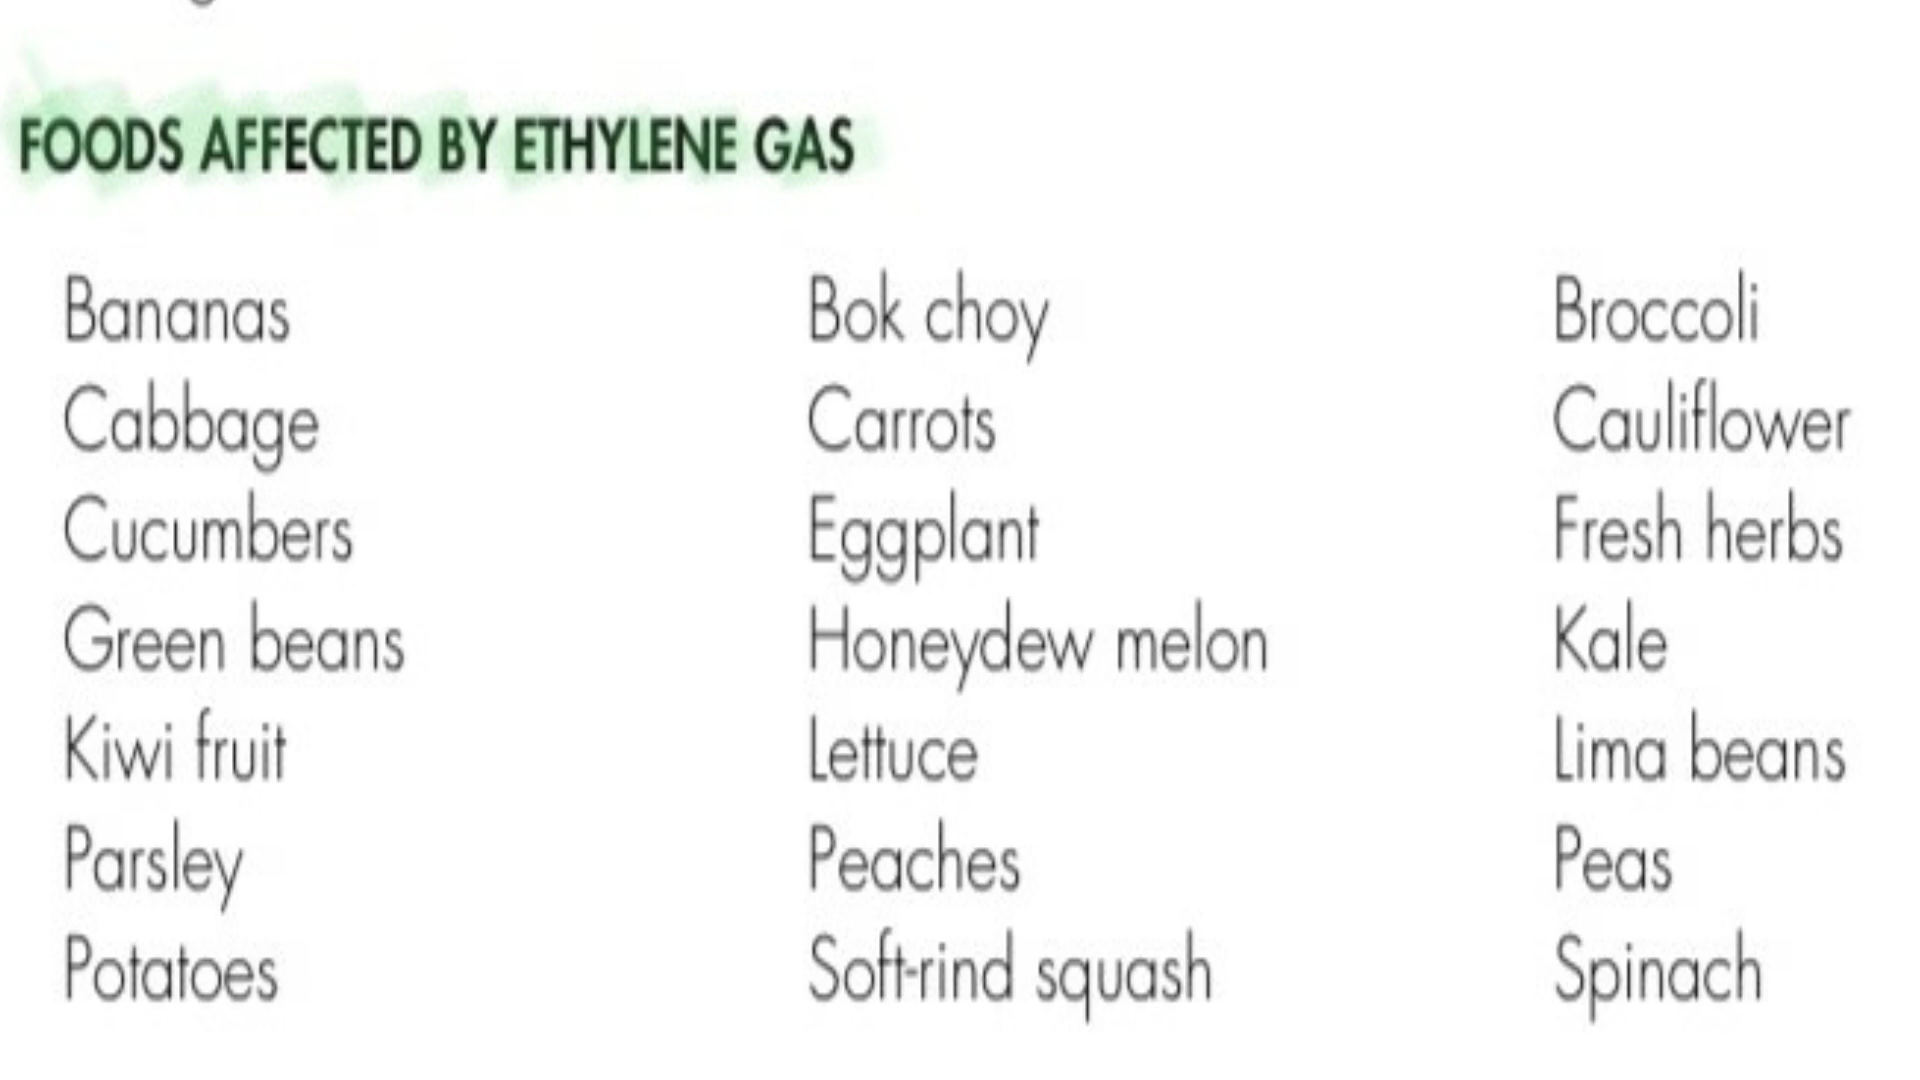 FOODS AFFECTED BY ETHYLENE GAS
Bananas Bok choy Broccoli
Cabbage Carrots Cauliflower
Cucumbers Eggplant Fresh herbs
Green beans Honeydew melon Kale
Kiwi fruit Lettuce Lima beans
Parsley Peaches Peas
Potatoes Soft-rind squash Spinach